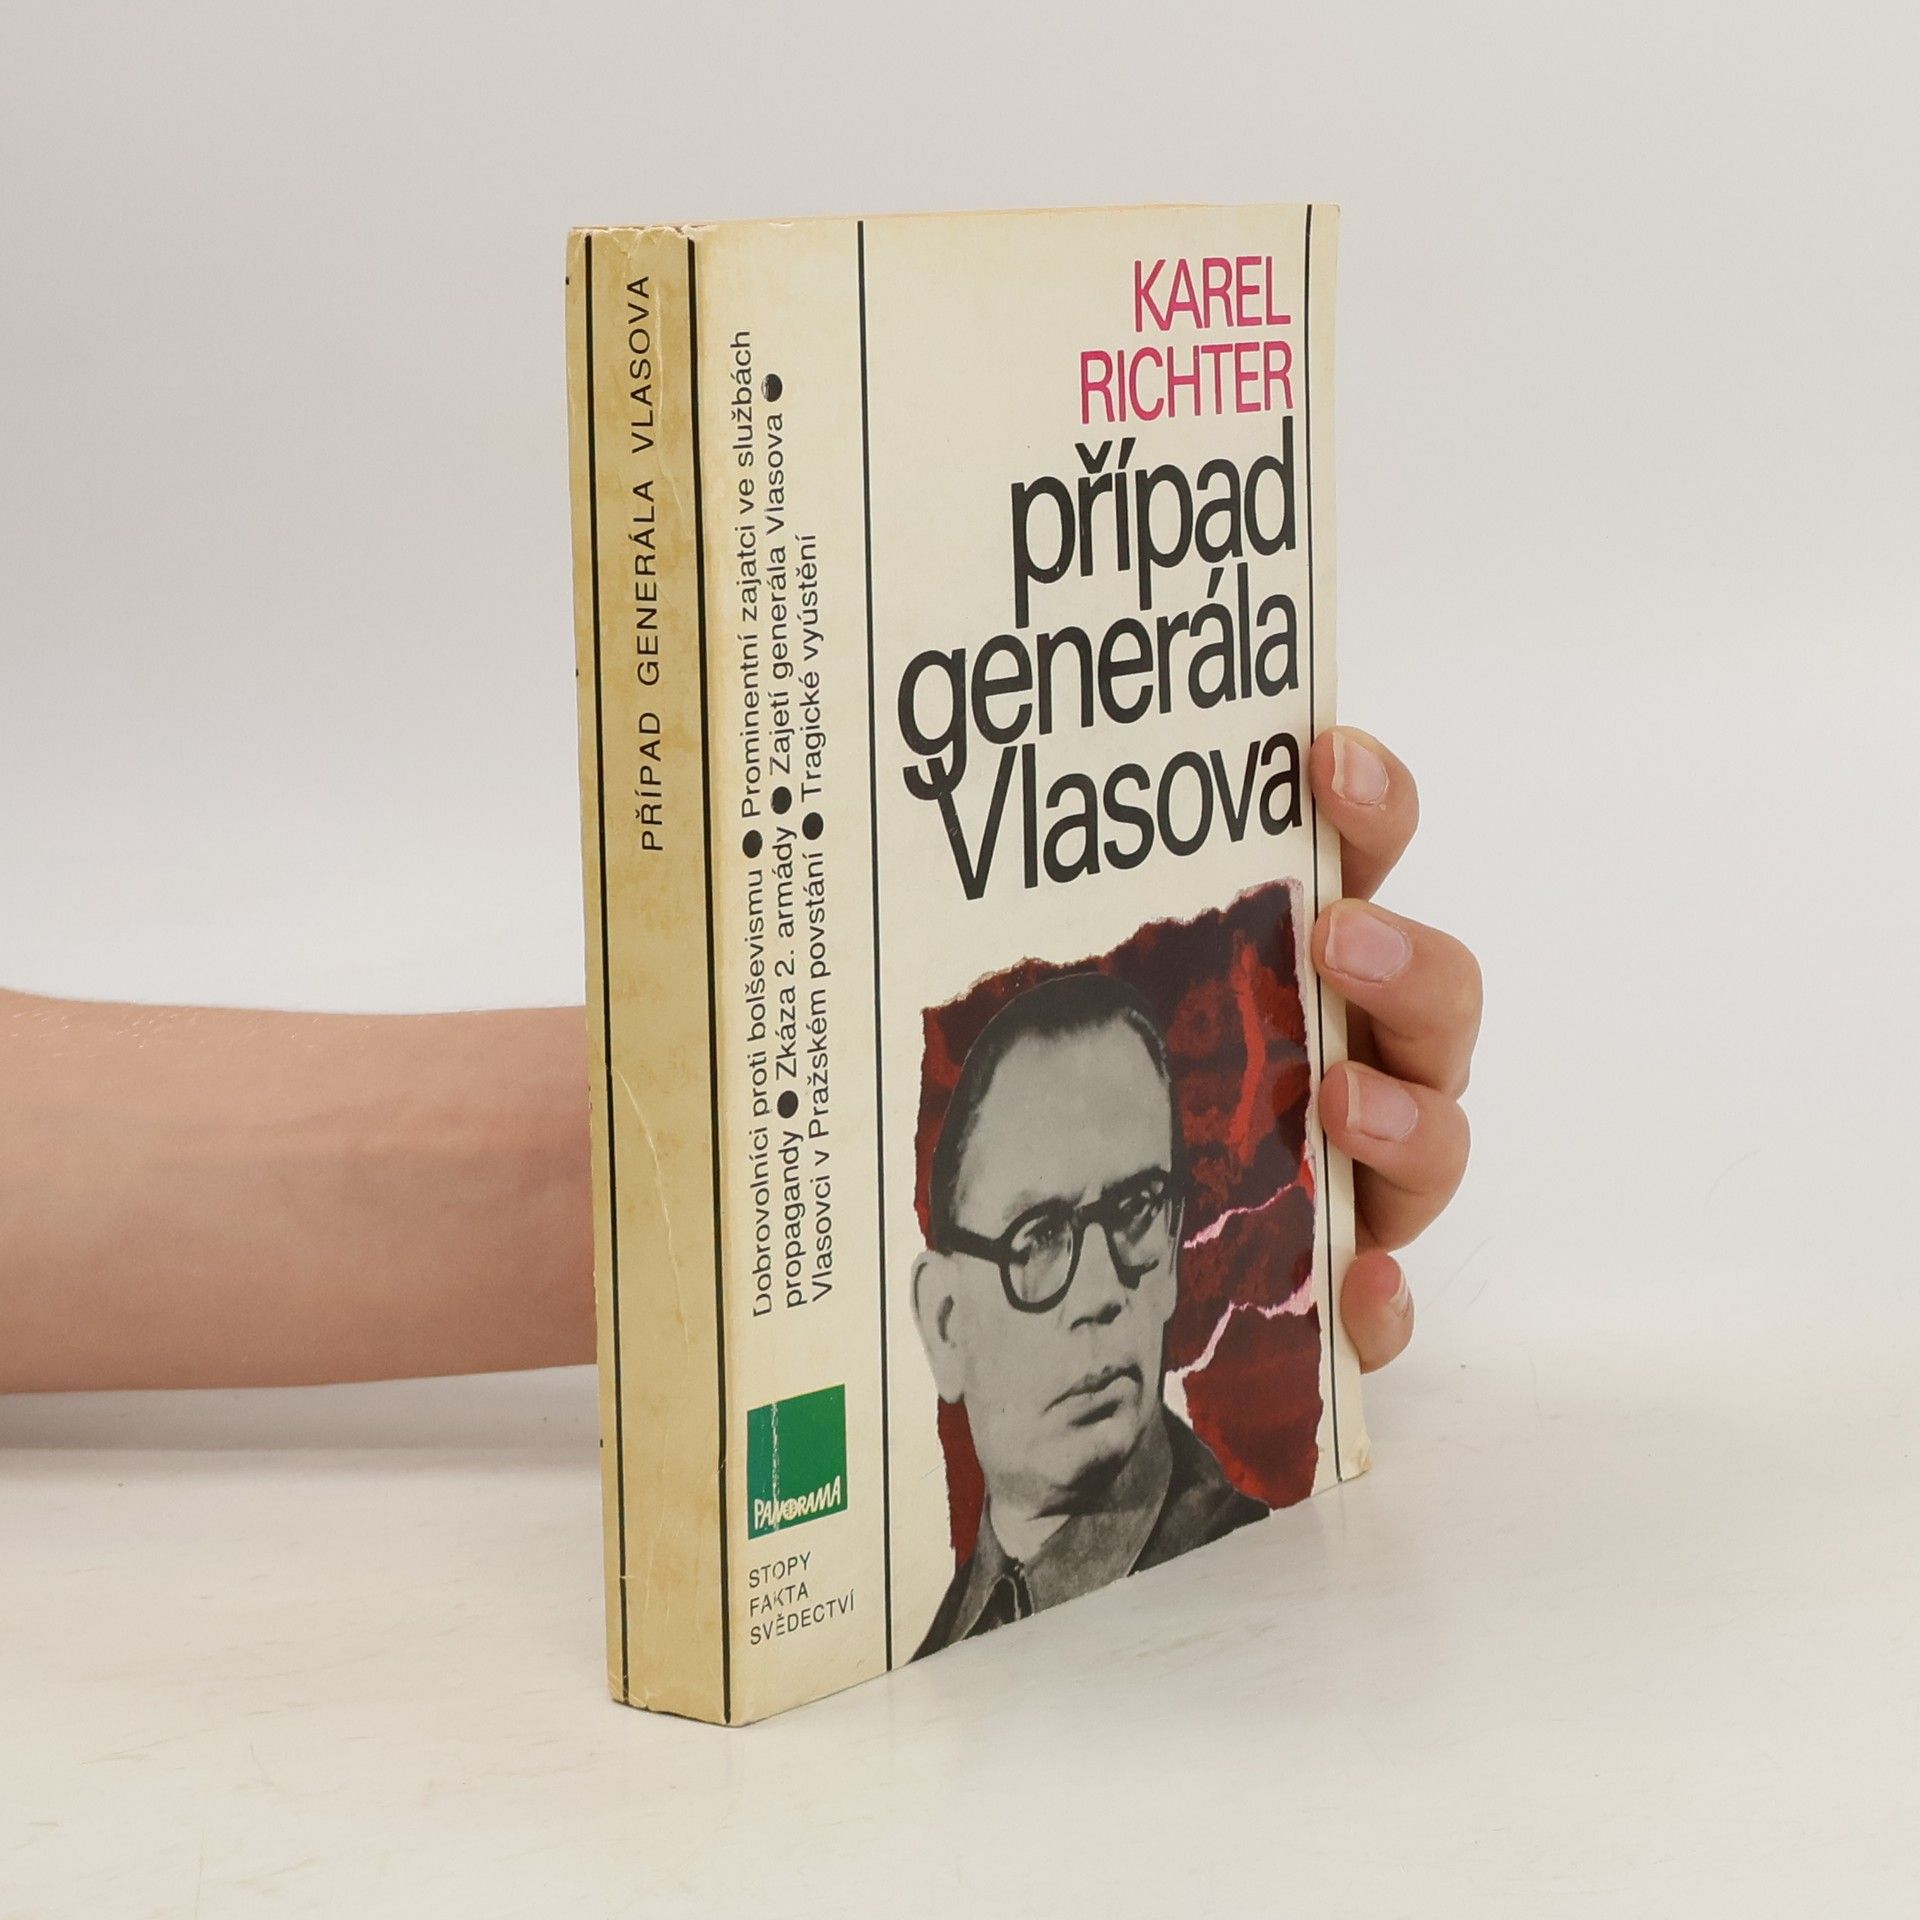 PŘÍPAD GENERÁLA VLASOVA
Dobrovolníci proti bolševismu ● Prominentní zajatci ve službách
propagandy ● Zkáza 2. armády ● Zajetí generála Vlasova ●
Vlasovci v Pražském povstání ● Tragické vyústění
PANORAMA
STOPY
FAKTA
SVĚDECTVÍ
KAREL
RICHTER
případ
generála
Vlasova